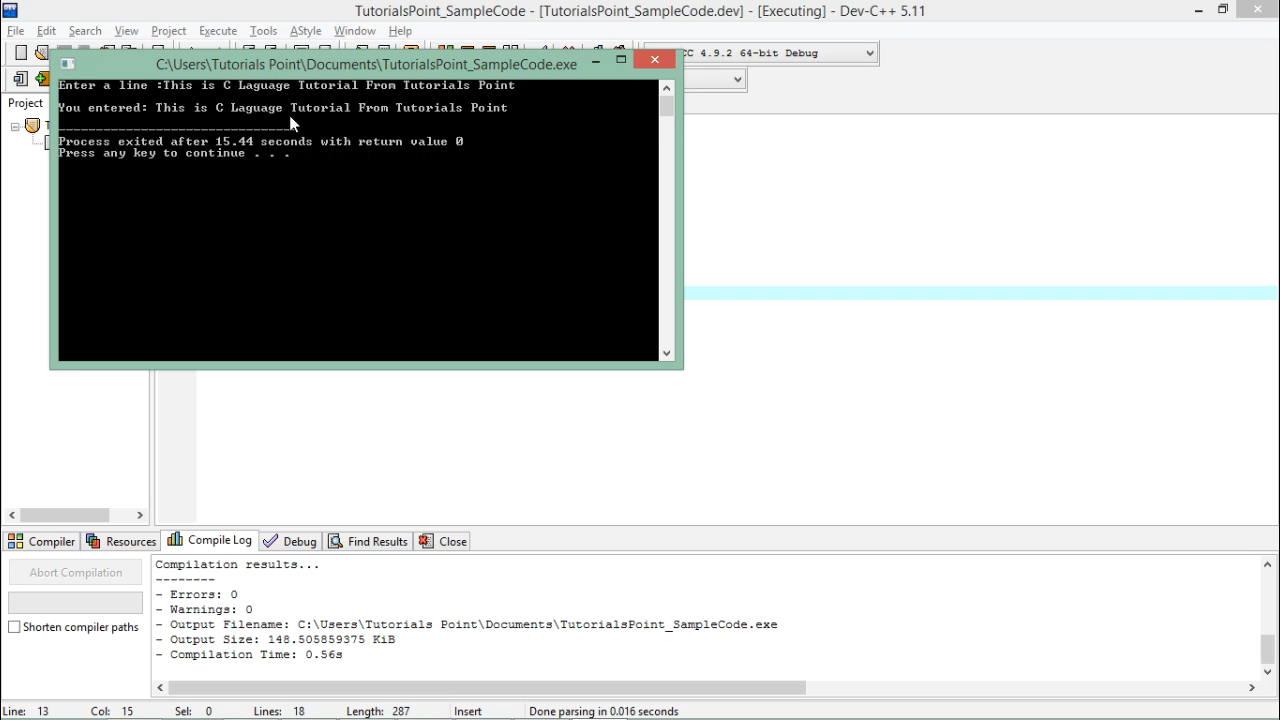 TutorialsPoint_SampleCode - [TutorialsPoint_SampleCode.dev] - [Executing] - Dev-C++ 5.11
File Edit Search View Project Execute Tools AStyle Window Help
CC 4.9.2 64-bit Debug
C:\Users\Tutorials Point\Documents\TutorialsPoint_SampleCode.exe
Enter a line :This is C Laguage Tutorial From Tutorials Point
You entered: This is C Laguage Tutorial From Tutorials Point
--------------------------------
Process exited after 15.44 seconds with return value 0
Press any key to continue . . .
Project
Compiler Resources Compile Log Debug Find Results Close
Abort Compilation
Shorten compiler paths
Compilation results...
--------
- Errors: 0
- Warnings: 0
- Output Filename: C:\Users\Tutorials Point\Documents\TutorialsPoint_SampleCode.exe
- Output Size: 148.505859375 KiB
- Compilation Time: 0.56s
Line: 13 Col: 15 Sel: 0 Lines: 18 Length: 287 Insert Done parsing in 0.016 seconds